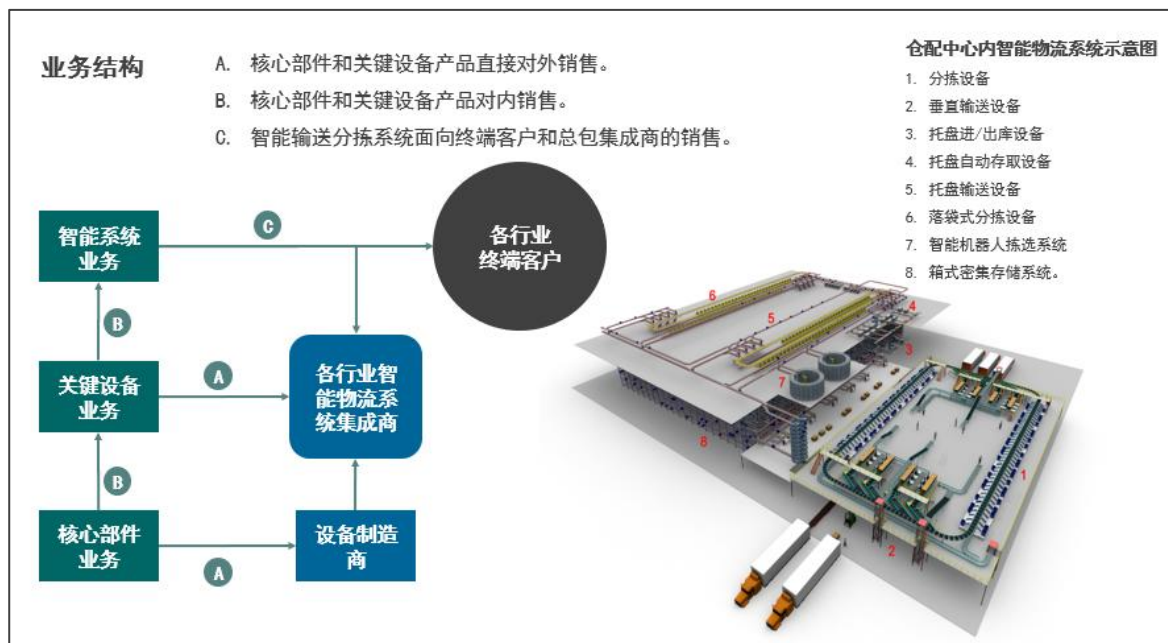 业务结构
A. 核心部件和关键设备产品直接对外销售。
B. 核心部件和关键设备产品对内销售。
C. 智能输送分拣系统面向终端客户和总包集成商的销售。
智能系统
业务
C
各行业
终端客户
B
关键设备
业务
A
各行业智
能物流系
统集成商
B
核心部件
业务
A
设备制造
商
仓配中心内智能物流系统示意图
1. 分拣设备
2. 垂直输送设备
3. 托盘进/出库设备
4. 托盘自动存取设备
5. 托盘输送设备
6. 落袋式分拣设备
7. 智能机器人拣选系统
8. 箱式密集存储系统。
6
5
4
3
7
8
1
2